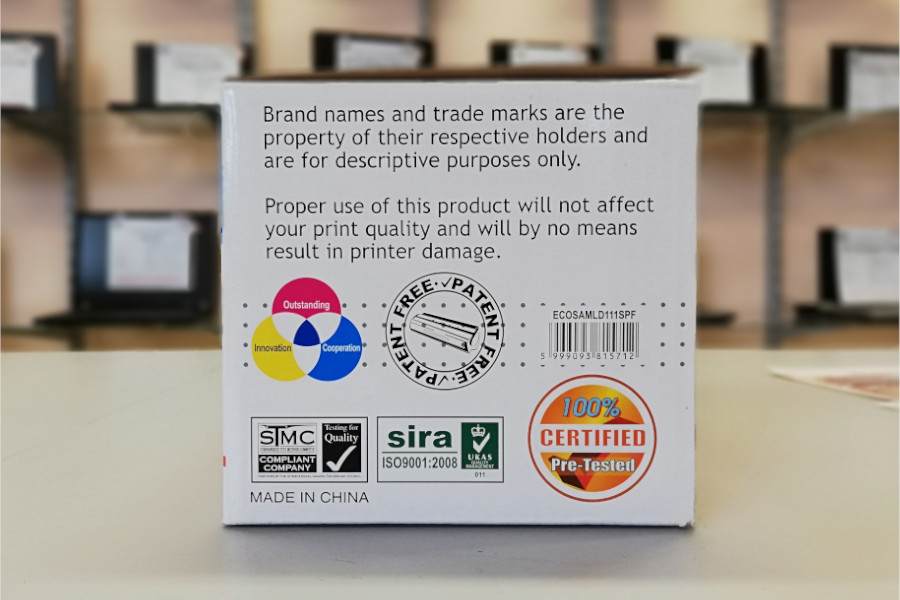 Brand names and trade marks are the
property of their respective holders and
are for descriptive purposes only.
Proper use of this product will not affect
your print quality and will by no means
result in printer damage.
Outstanding
Innovation
Cooperation
PATENT FREE
PATENT FREE
ECOSAMLD111SPF
5 999093 815712
100%
CERTIFIED
Pre-Tested
STMC
COMPLIANT
COMPANY
Testing for
Quality
sira
ISO9001:2008
UKAS
QUALITY
MANAGEMENT
011
MADE IN CHINA